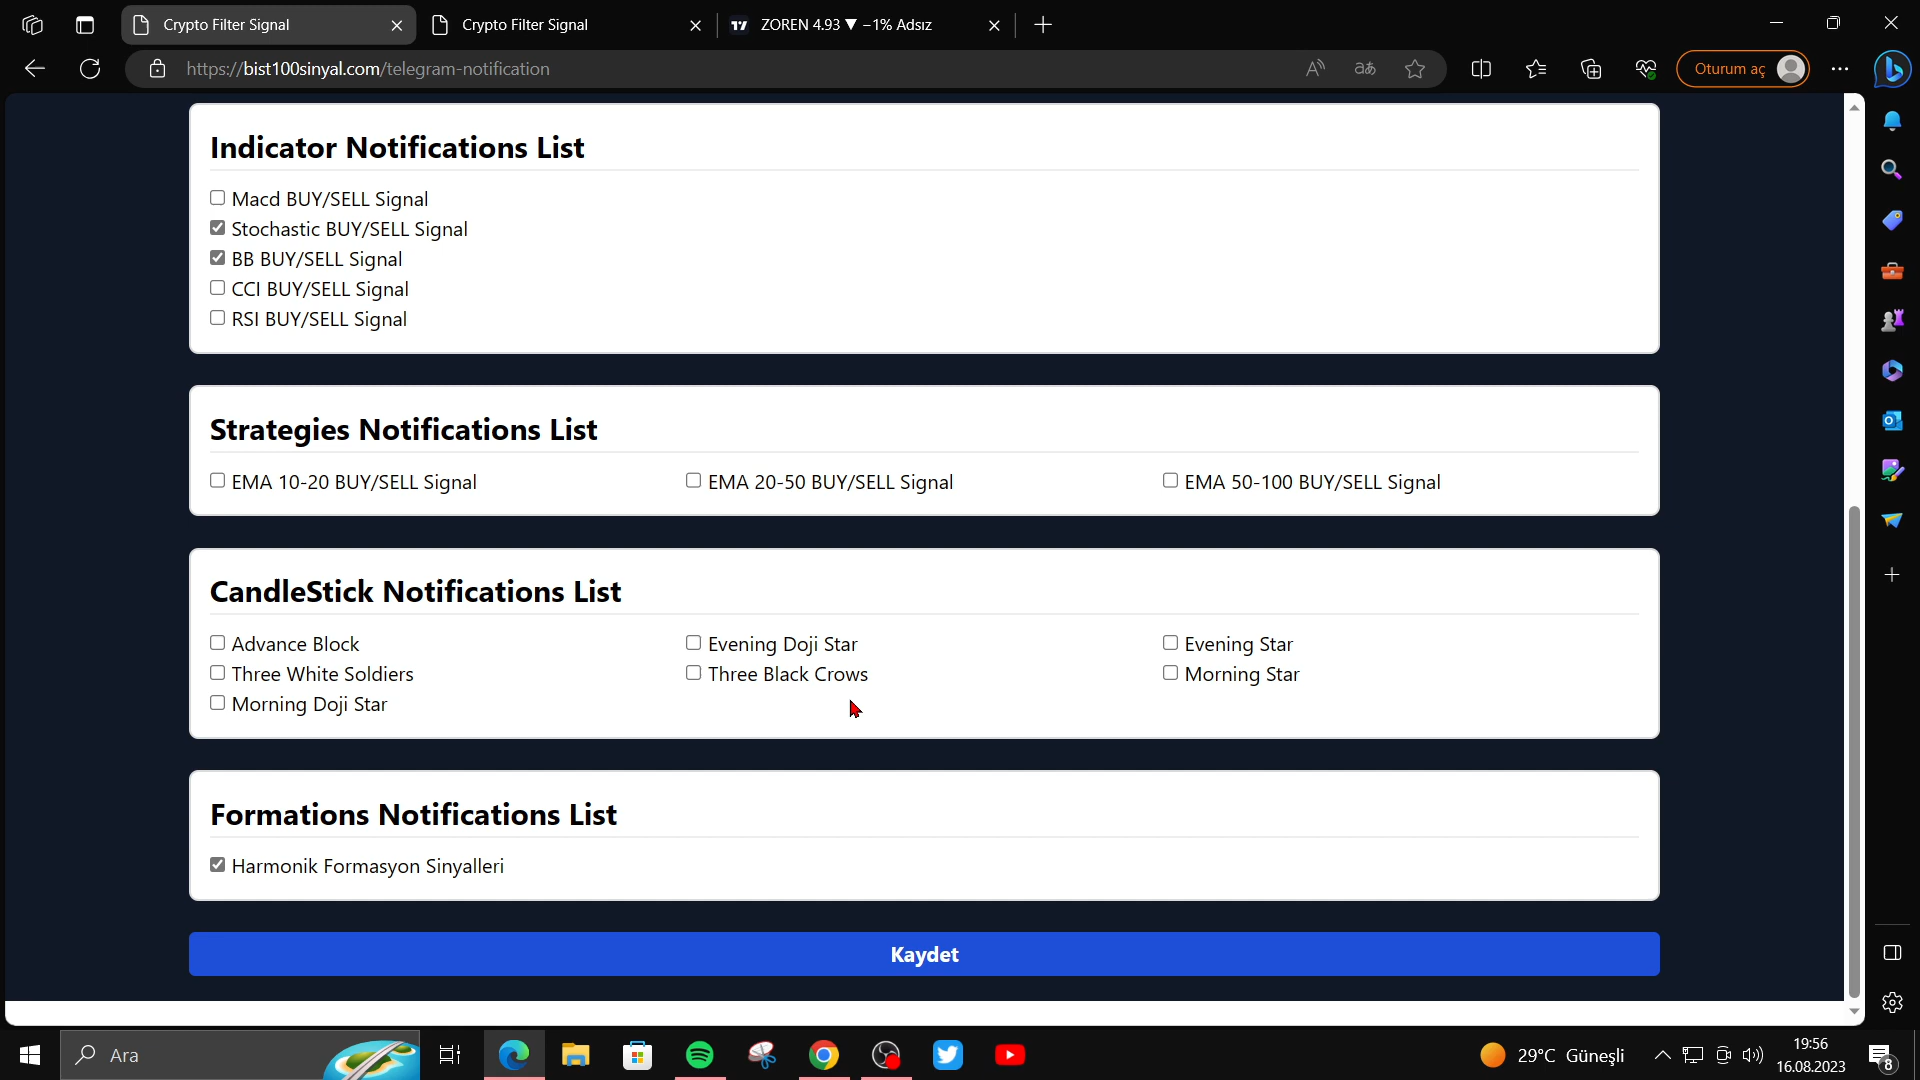 Crypto Filter Signal
Crypto Filter Signal
ZOREN 4.93 ▼ −1% Adsız
https://bist100sinyal.com/telegram-notification
Oturum aç
Indicator Notifications List
Macd BUY/SELL Signal
Stochastic BUY/SELL Signal
BB BUY/SELL Signal
CCI BUY/SELL Signal
RSI BUY/SELL Signal
Strategies Notifications List
EMA 10-20 BUY/SELL Signal
EMA 20-50 BUY/SELL Signal
EMA 50-100 BUY/SELL Signal
CandleStick Notifications List
Advance Block
Evening Doji Star
Evening Star
Three White Soldiers
Three Black Crows
Morning Star
Morning Doji Star
Formations Notifications List
Harmonik Formasyon Sinyalleri
Kaydet
Ara
29°C Güneşli
19:56
16.08.2023
8